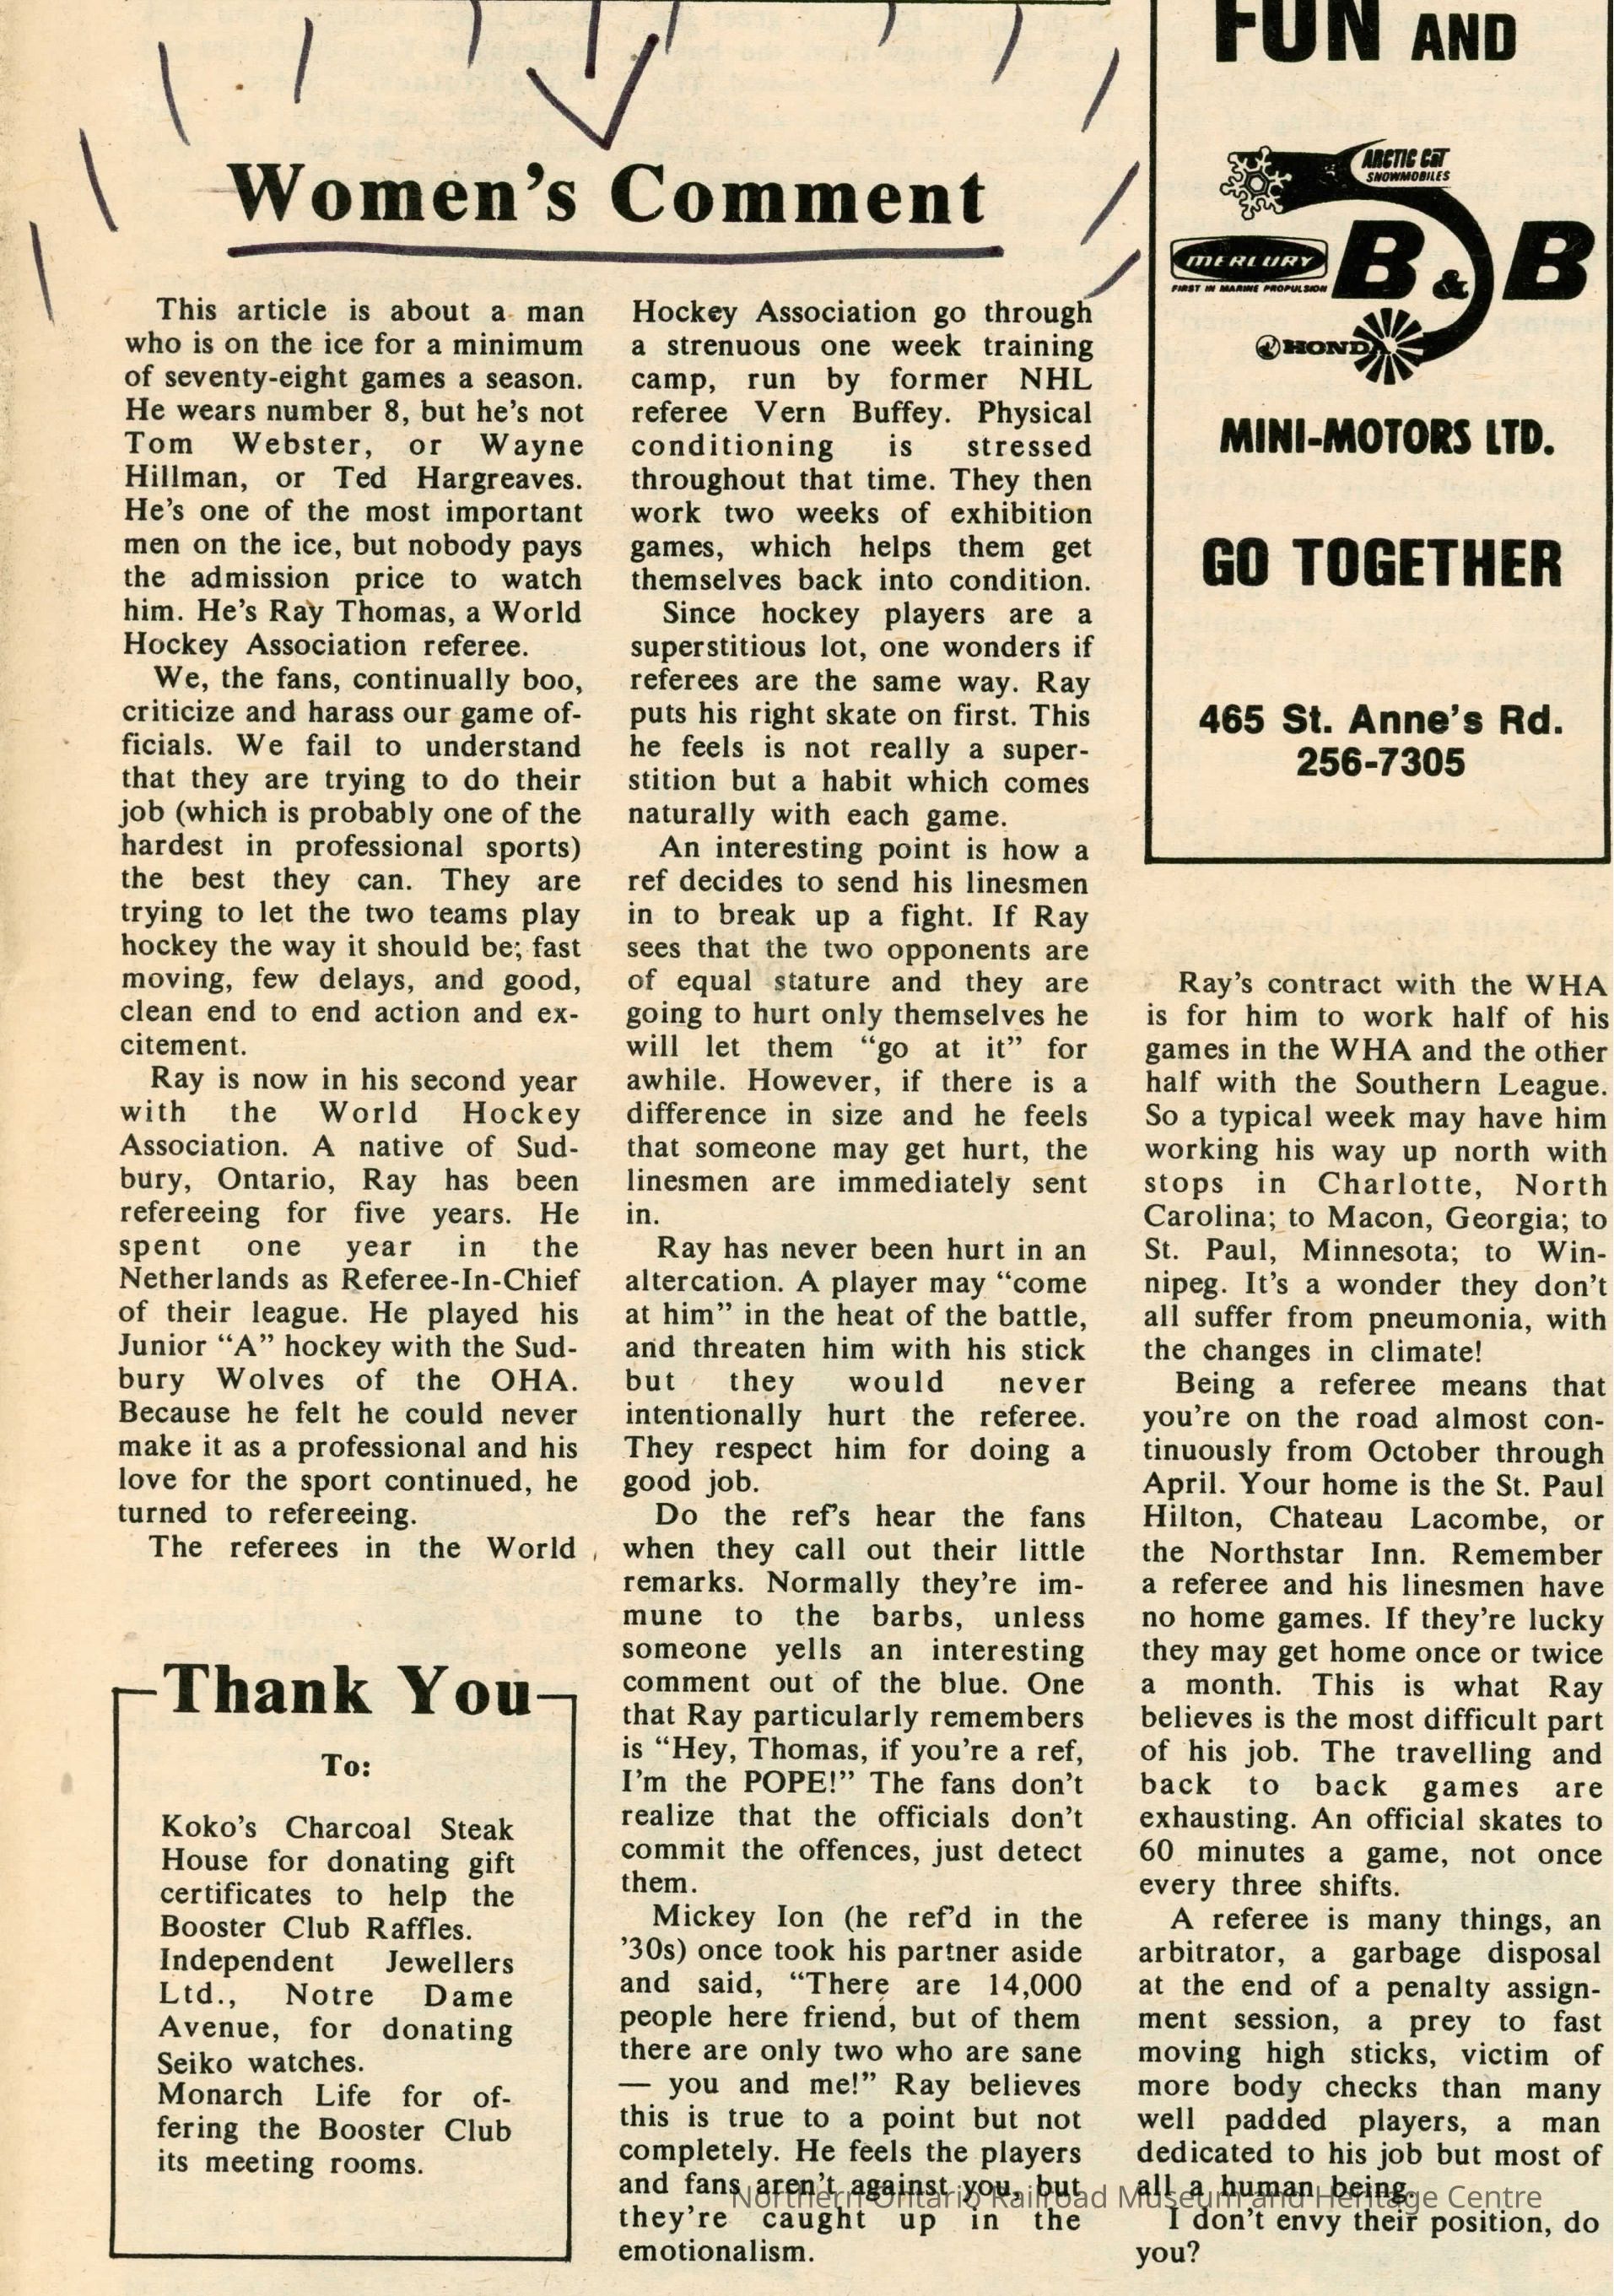 Women's Comment
This article is about a man
who is on the ice for a minimum
of seventy-eight games a season.
He wears number 8, but he's not
Tom Webster, or Wayne
Hillman, or Ted Hargreaves.
He's one of the most important
men on the ice, but nobody pays
the admission price to watch
him. He's Ray Thomas, a World
Hockey Association referee.
We, the fans, continually boo,
criticize and harass our game of-
ficials. We fail to understand
that they are trying to do their
job (which is probably one of the
hardest in professional sports)
the best they can. They are
trying to let the two teams play
hockey the way it should be; fast
moving, few delays, and good,
clean end to end action and ex-
citement.
Ray is now in his second year
with the World Hockey
Association. A native of Sud-
bury, Ontario, Ray has been
refereeing for five years. He
spent one year in the
Netherlands as Referee-In-Chief
of their league. He played his
Junior "A" hockey with the Sud-
bury Wolves of the OHA.
Because he felt he could never
make it as a professional and his
love for the sport continued, he
turned to refereeing.
The referees in the World
Hockey Association go through
a strenuous one week training
camp, run by former NHL
referee Vern Buffey. Physical
conditioning is stressed
throughout that time. They then
work two weeks of exhibition
games, which helps them get
themselves back into condition.
Since hockey players are a
superstitious lot, one wonders if
referees are the same way. Ray
puts his right skate on first. This
he feels is not really a super-
stition but a habit which comes
naturally with each game.
An interesting point is how a
ref decides to send his linesmen
in to break up a fight. If Ray
sees that the two opponents are
of equal stature and they are
going to hurt only themselves he
will let them "go at it" for
awhile. However, if there is a
difference in size and he feels
that someone may get hurt, the
linesmen are immediately sent
in.
Ray has never been hurt in an
altercation. A player may "come
at him" in the heat of the battle,
and threaten him with his stick
but they would never
intentionally hurt the referee.
They respect him for doing a
good job.
Do the ref's hear the fans
when they call out their little
remarks. Normally they're im-
mune to the barbs, unless
someone yells an interesting
comment out of the blue. One
that Ray particularly remembers
is "Hey, Thomas, if you're a ref,
I'm the POPE!" The fans don't
realize that the officials don't
commit the offences, just detect
them.
Mickey Ion (he ref'd in the
'30s) once took his partner aside
and said, "There are 14,000
people here friend, but of them
there are only two who are sane
— you and me!" Ray believes
this is true to a point but not
completely. He feels the players
and fans aren't against you, but
they're caught up in the
emotionalism.
Ray's contract with the WHA
is for him to work half of his
games in the WHA and the other
half with the Southern League.
So a typical week may have him
working his way up north with
stops in Charlotte, North
Carolina; to Macon, Georgia; to
St. Paul, Minnesota; to Win-
nipeg. It's a wonder they don't
all suffer from pneumonia, with
the changes in climate!
Being a referee means that
you're on the road almost con-
tinuously from October through
April. Your home is the St. Paul
Hilton, Chateau Lacombe, or
the Northstar Inn. Remember
a referee and his linesmen have
no home games. If they're lucky
they may get home once or twice
a month. This is what Ray
believes is the most difficult part
of his job. The travelling and
back to back games are
exhausting. An official skates to
60 minutes a game, not once
every three shifts.
A referee is many things, an
arbitrator, a garbage disposal
at the end of a penalty assign-
ment session, a prey to fast
moving high sticks, victim of
more body checks than many
well padded players, a man
dedicated to his job but most of
all a human being.
I don't envy their position, do
you?
Thank You
To:
Koko's Charcoal Steak
House for donating gift
certificates to help the
Booster Club Raffles.
Independent Jewellers
Ltd., Notre Dame
Avenue, for donating
Seiko watches.
Monarch Life for of-
fering the Booster Club
its meeting rooms.
FUN AND
ARCTIC CAT
SNOWMOBILES
MERCURY
FIRST IN MARINE PROPULSION
B & B
HONDA
MINI-MOTORS LTD.
GO TOGETHER
465 St. Anne's Rd.
256-7305
Northern Ontario Railroad Museum and Heritage Centre